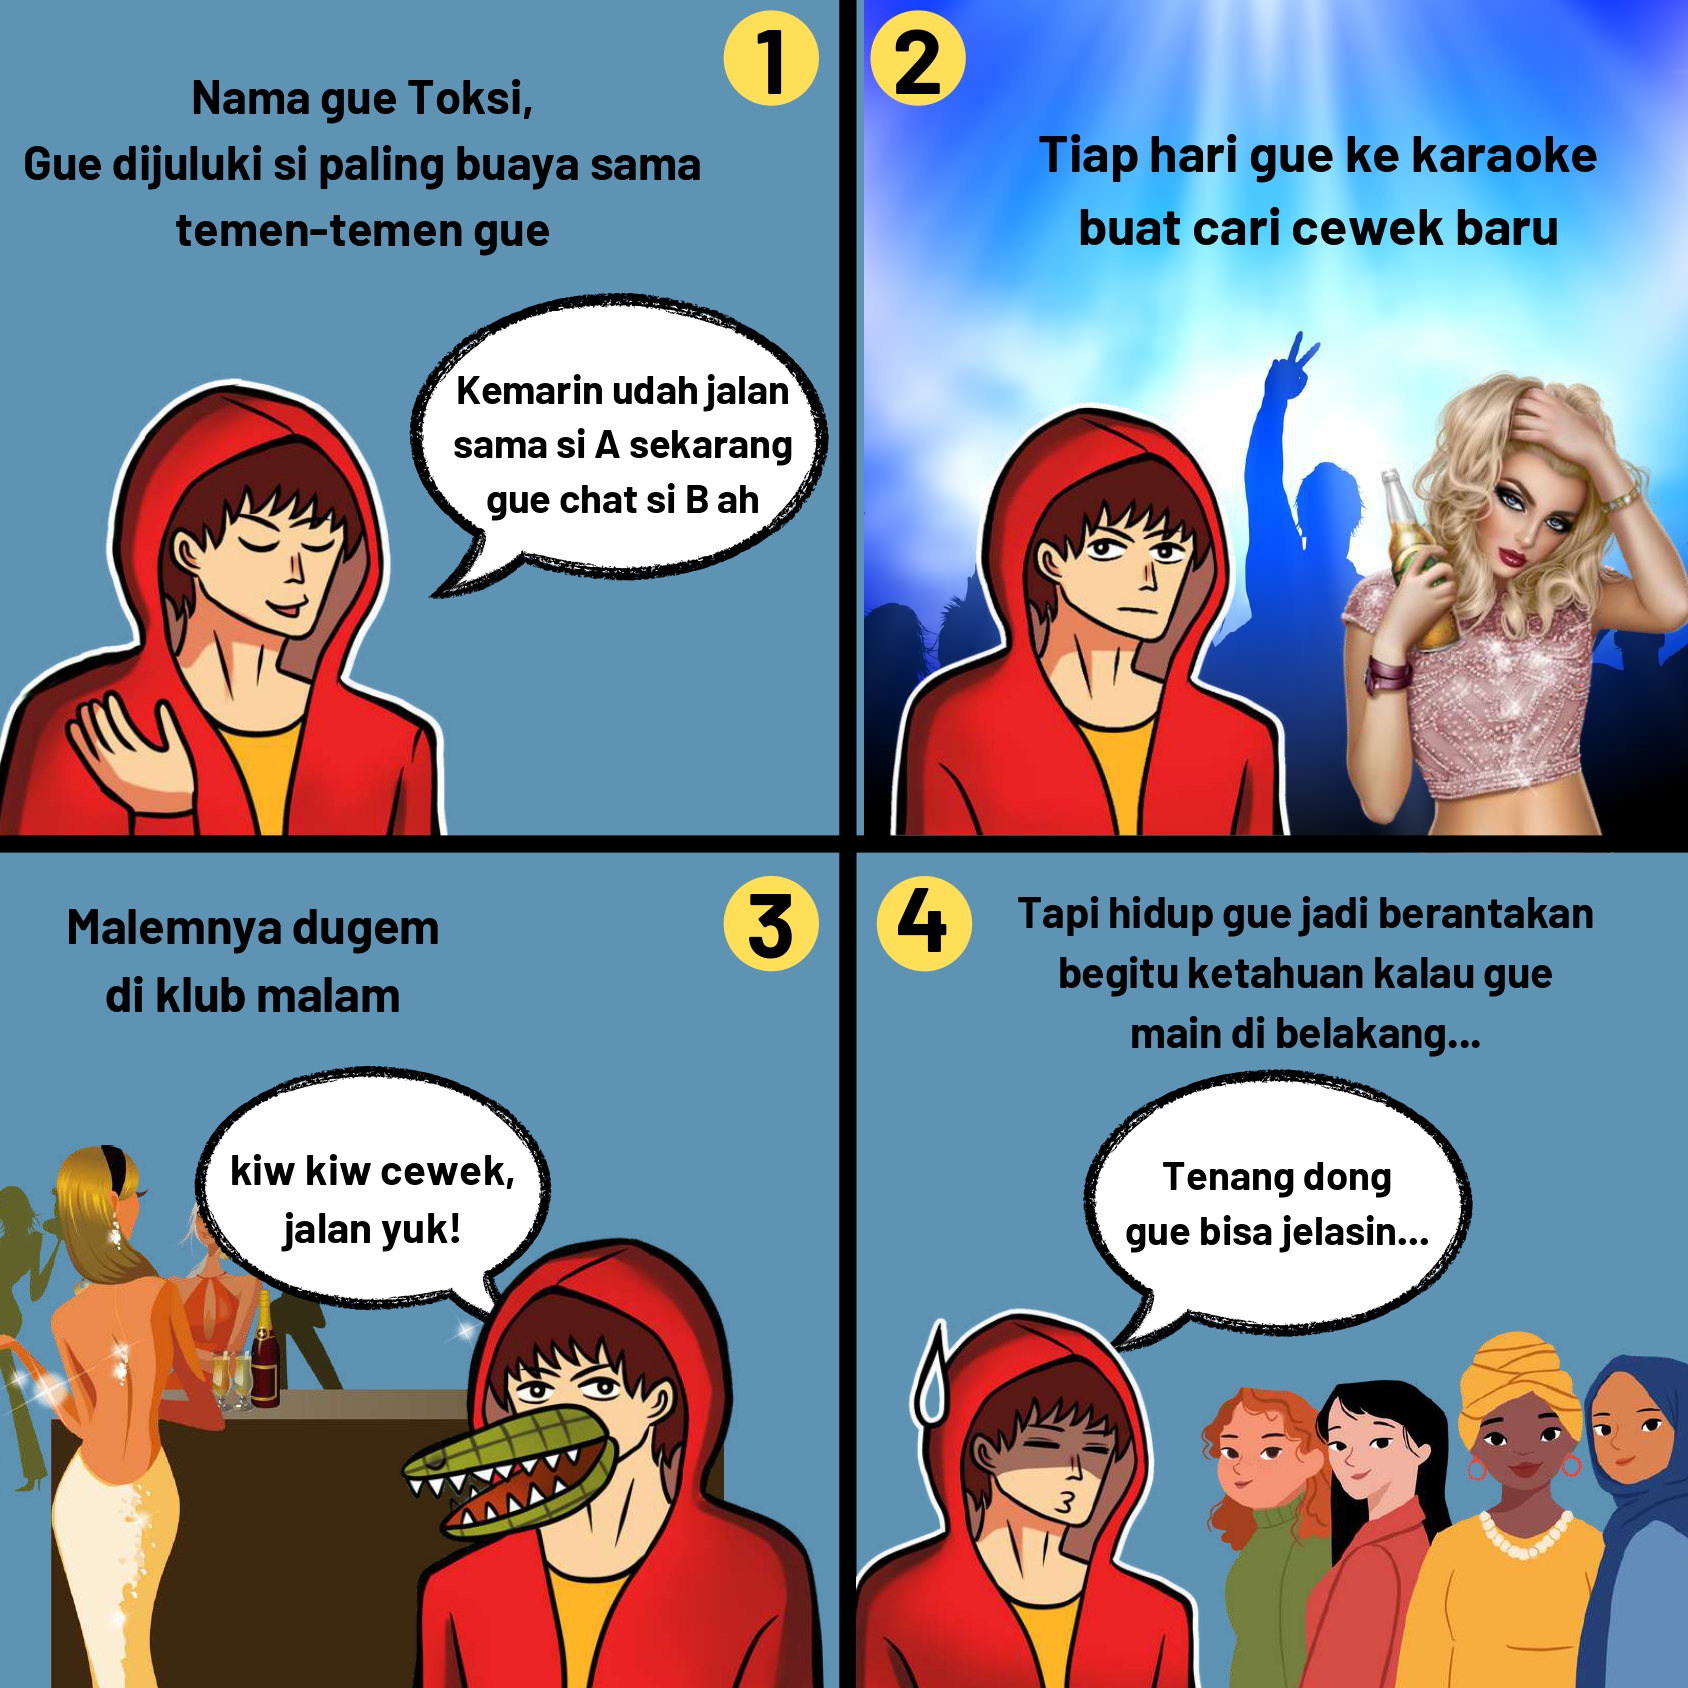 1
Nama gue Toksi,
Gue dijuluki si paling buaya sama
temen-temen gue
Kemarin udah jalan
sama si A sekarang
gue chat si B ah
2
Tiap hari gue ke karaoke
buat cari cewek baru
3
Malemnya dugem
di klub malam
kiw kiw cewek,
jalan yuk!
4
Tapi hidup gue jadi berantakan
begitu ketahuan kalau gue
main di belakang...
Tenang dong
gue bisa jelasin...